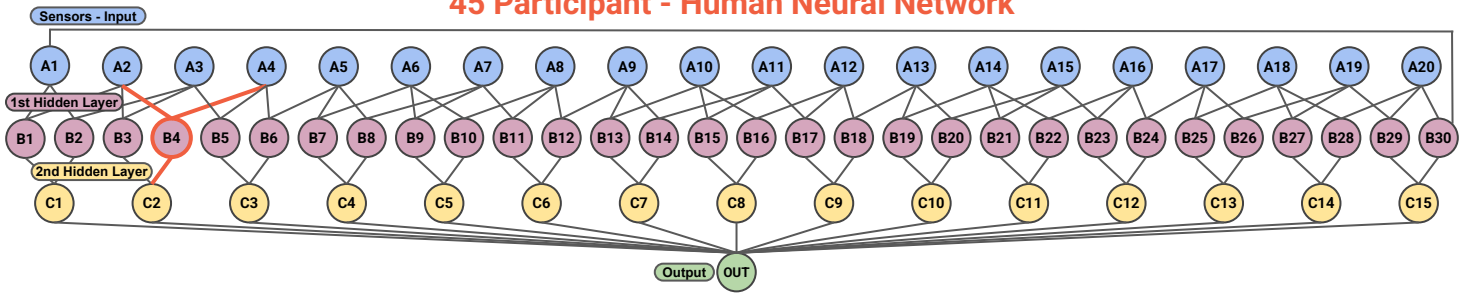 45 Participant - Human Neural Network
Sensors - Input
A1 A2 A3 A4 A5 A6 A7 A8 A9 A10 A11 A12 A13 A14 A15 A16 A17 A18 A19 A20
1st Hidden Layer
B1 B2 B3 B4 B5 B6 B7 B8 B9 B10 B11 B12 B13 B14 B15 B16 B17 B18 B19 B20 B21 B22 B23 B24 B25 B26 B27 B28 B29 B30
2nd Hidden Layer
C1 C2 C3 C4 C5 C6 C7 C8 C9 C10 C11 C12 C13 C14 C15
Output OUT